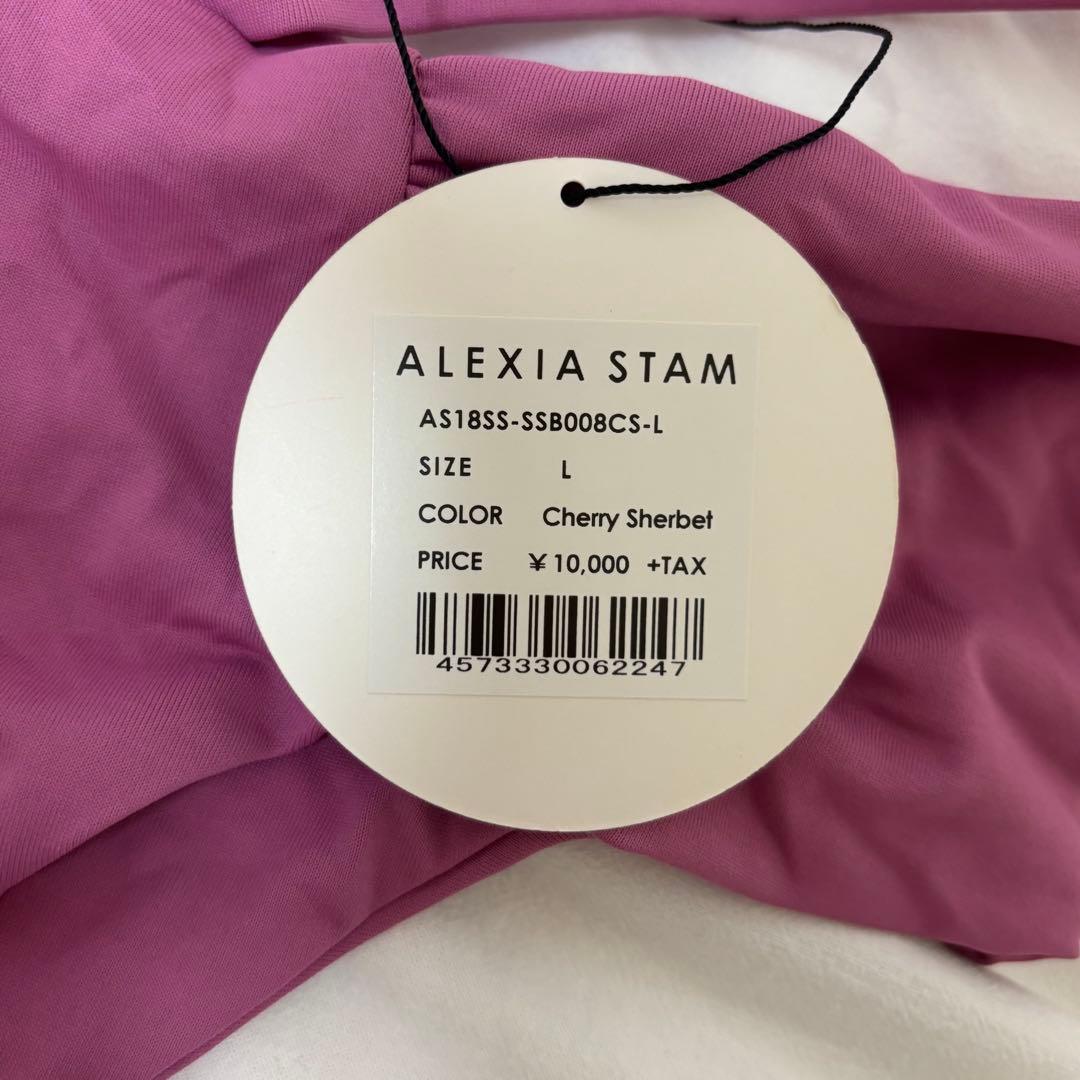 ALEXIA STAM
AS18SS-SSB008CS-L
SIZE L
COLOR Cherry Sherbet
PRICE ¥10,000 +TAX
4573330062247